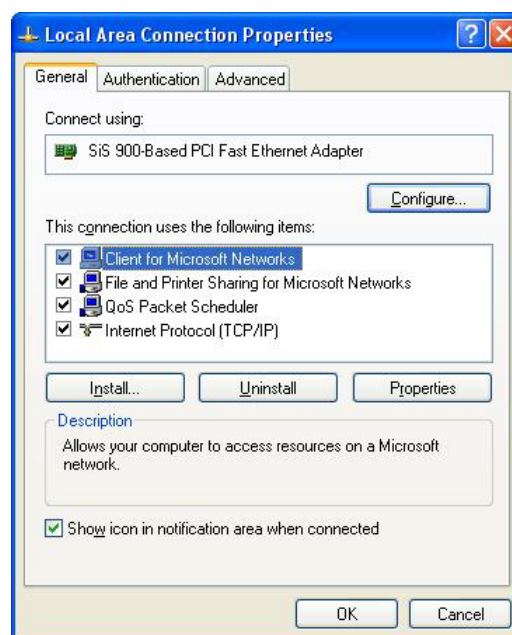 Local Area Connection Properties
General Authentication Advanced
Connect using:
SiS 900-Based PCI Fast Ethernet Adapter
Configure...
This connection uses the following items:
Client for Microsoft Networks
File and Printer Sharing for Microsoft Networks
QoS Packet Scheduler
Internet Protocol (TCP/IP)
Install... Uninstall Properties
Description
Allows your computer to access resources on a Microsoft
network.
Show icon in notification area when connected
OK Cancel